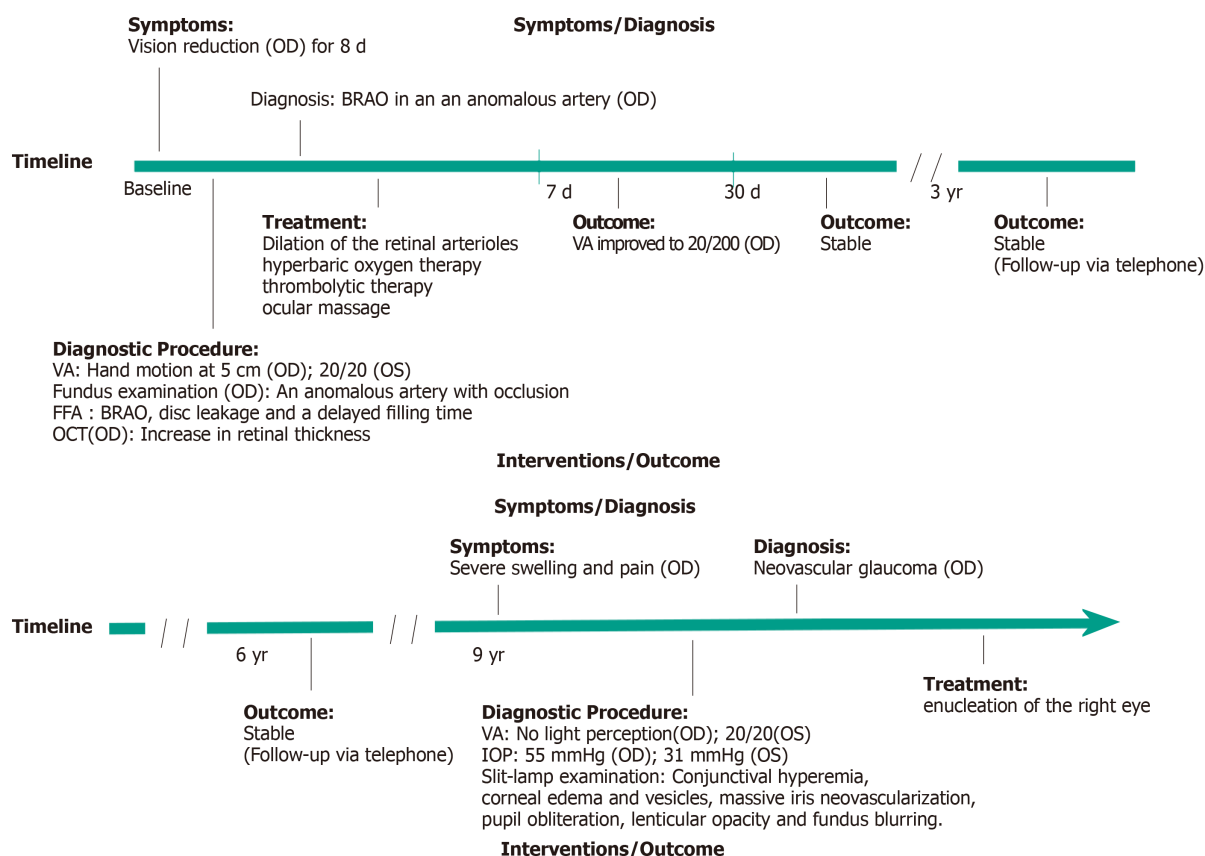 Symptoms:
Vision reduction (OD) for 8 d
Symptoms/Diagnosis
Diagnosis: BRAO in an an anomalous artery (OD)
Timeline
Baseline
7 d
30 d
3 yr
Treatment:
Dilation of the retinal arterioles
hyperbaric oxygen therapy
thrombolytic therapy
ocular massage
Outcome:
VA improved to 20/200 (OD)
Outcome:
Stable
Outcome:
Stable
(Follow-up via telephone)
Diagnostic Procedure:
VA: Hand motion at 5 cm (OD); 20/20 (OS)
Fundus examination (OD): An anomalous artery with occlusion
FFA : BRAO, disc leakage and a delayed filling time
OCT(OD): Increase in retinal thickness
Interventions/Outcome
Symptoms/Diagnosis
Symptoms:
Severe swelling and pain (OD)
Diagnosis:
Neovascular glaucoma (OD)
Timeline
6 yr
9 yr
Outcome:
Stable
(Follow-up via telephone)
Diagnostic Procedure:
VA: No light perception(OD); 20/20(OS)
IOP: 55 mmHg (OD); 31 mmHg (OS)
Slit-lamp examination: Conjunctival hyperemia,
corneal edema and vesicles, massive iris neovascularization,
pupil obliteration, lenticular opacity and fundus blurring.
Treatment:
enucleation of the right eye
Interventions/Outcome